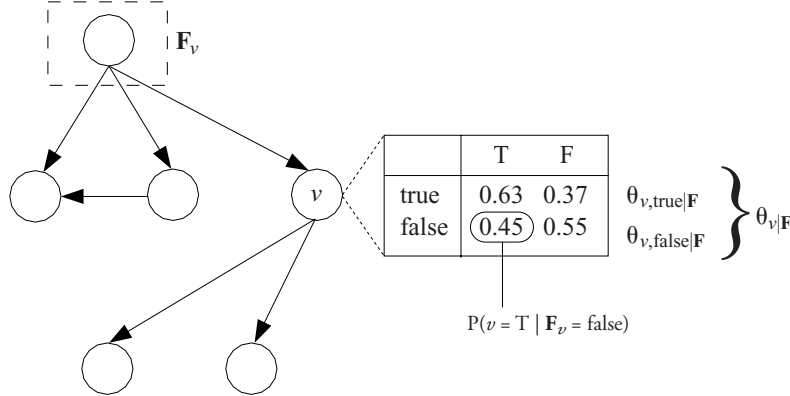 F_v
v
T F
true 0.63 0.37 θ_v,true|F
false 0.45 0.55 θ_v,false|F
θ_v|F
P(v = T | F_v = false)